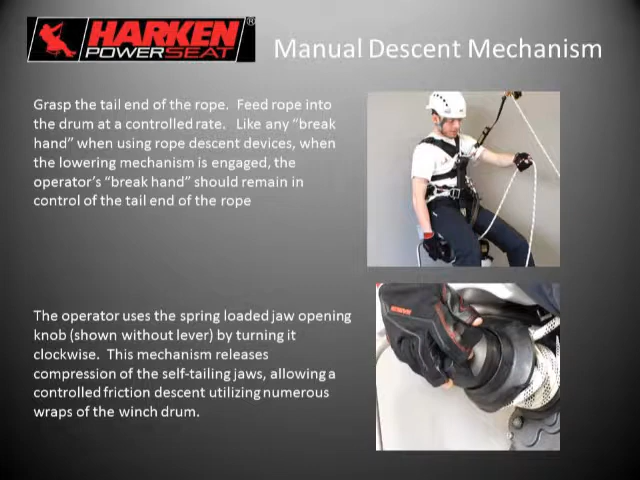 HARKEN®
POWERSEAT
Manual Descent Mechanism
Grasp the tail end of the rope. Feed rope into
the drum at a controlled rate. Like any “break
hand” when using rope descent devices, when
the lowering mechanism is engaged, the
operator’s “break hand” should remain in
control of the tail end of the rope
The operator uses the spring loaded jaw opening
knob (shown without lever) by turning it
clockwise. This mechanism releases
compression of the self-tailing jaws, allowing a
controlled friction descent utilizing numerous
wraps of the winch drum.